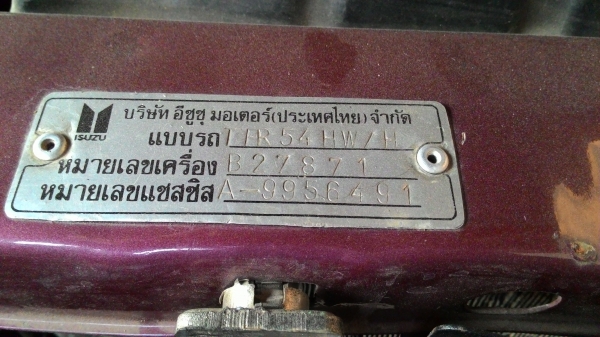 บริษัท อีซูซุ มอเตอร์(ประเทศไทย)จำกัด
ISUZU
แบบรถ TFR54HW/H
หมายเลขเครื่อง B27871
หมายเลขแชสซิส A-9956491